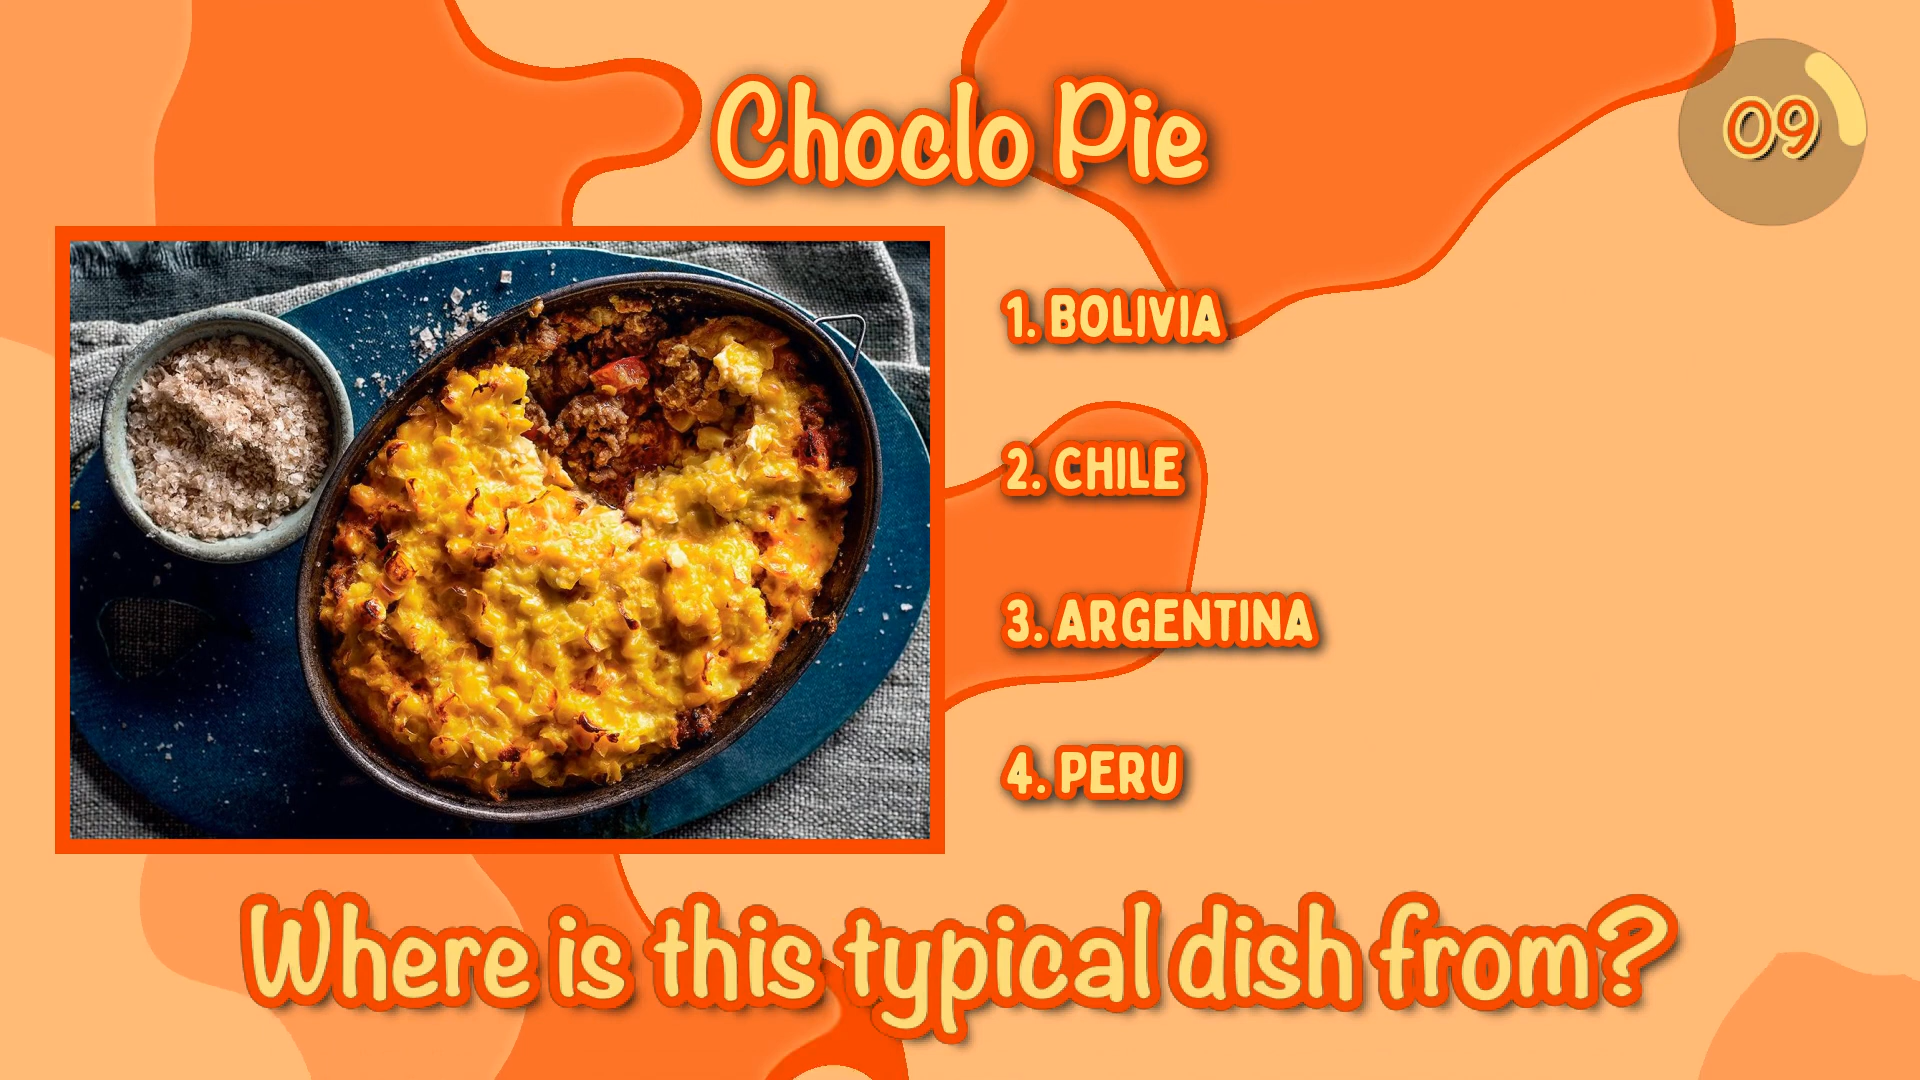 Choclo Pie
09
1. BOLIVIA
2. CHILE
3. ARGENTINA
4. PERU
Where is this typical dish from?